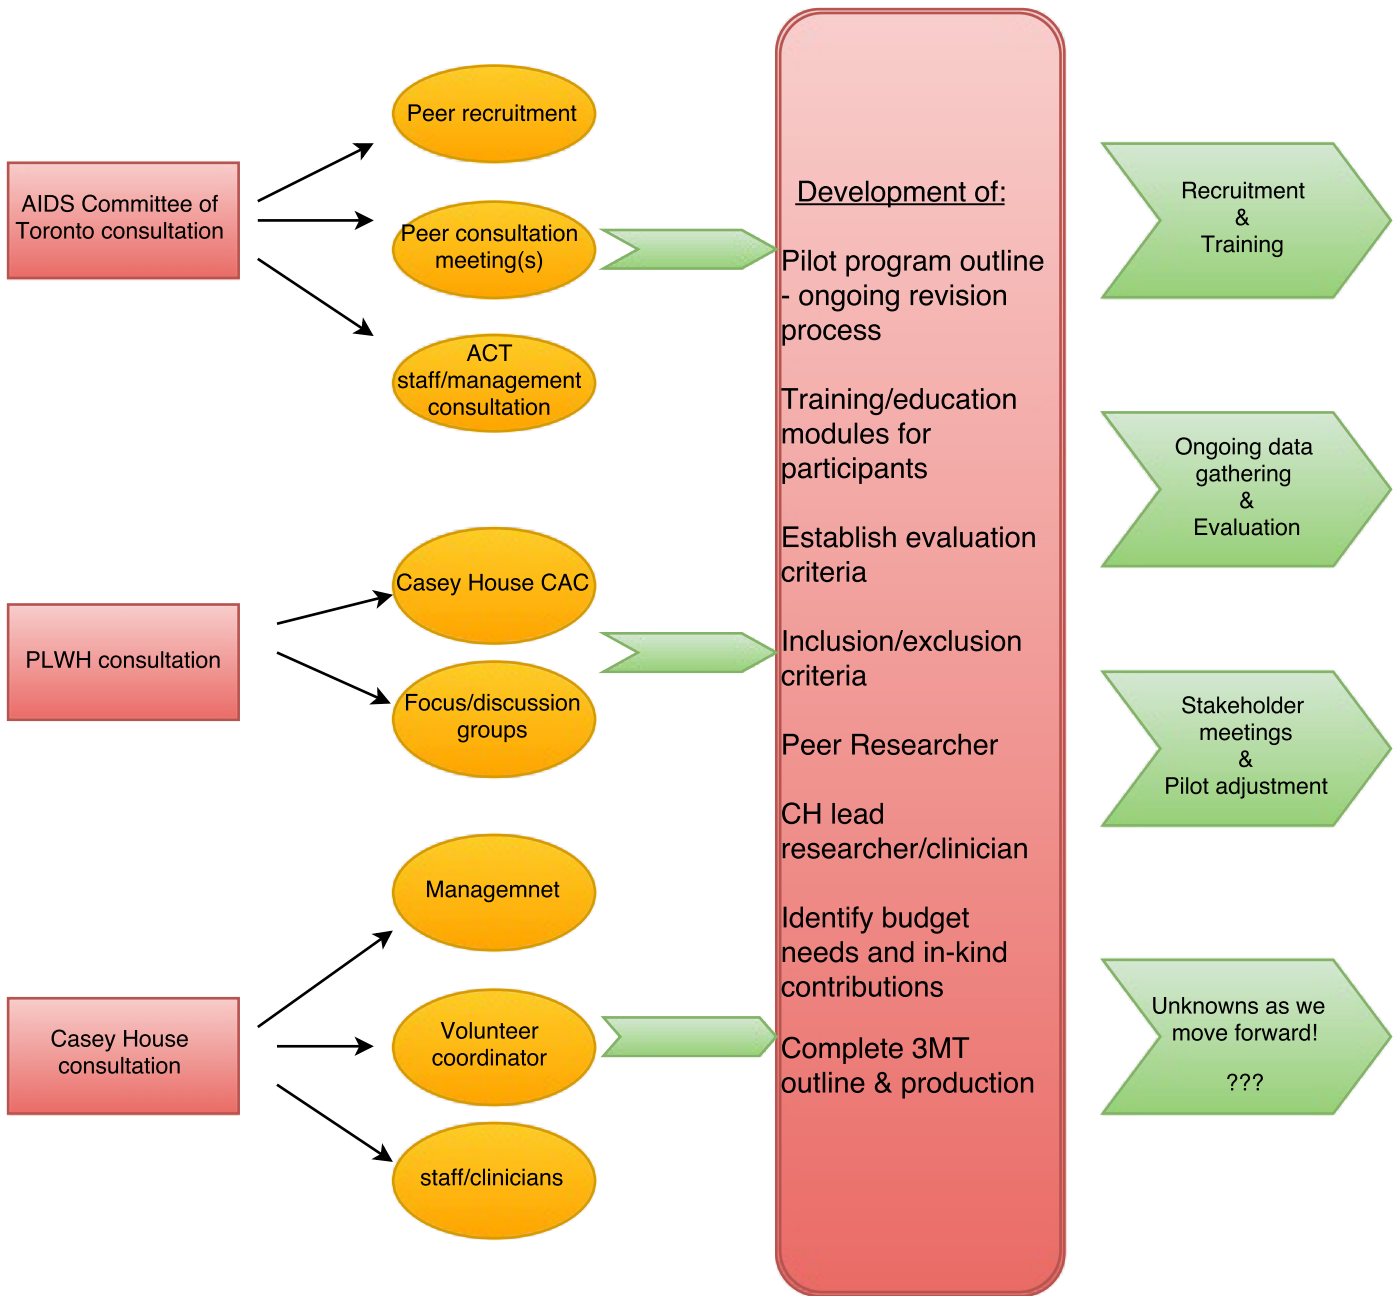 AIDS Committee of
Toronto consultation
Peer recruitment
Peer consultation
meeting(s)
ACT
staff/management
consultation
PLWH consultation
Casey House CAC
Focus/discussion
groups
Casey House
consultation
Managemnet
Volunteer
coordinator
staff/clinicians
Development of:
Pilot program outline
- ongoing revision
process
Training/education
modules for
participants
Establish evaluation
criteria
Inclusion/exclusion
criteria
Peer Researcher
CH lead
researcher/clinician
Identify budget
needs and in-kind
contributions
Complete 3MT
outline & production
Recruitment
&
Training
Ongoing data
gathering
&
Evaluation
Stakeholder
meetings
&
Pilot adjustment
Unknowns as we
move forward!
???